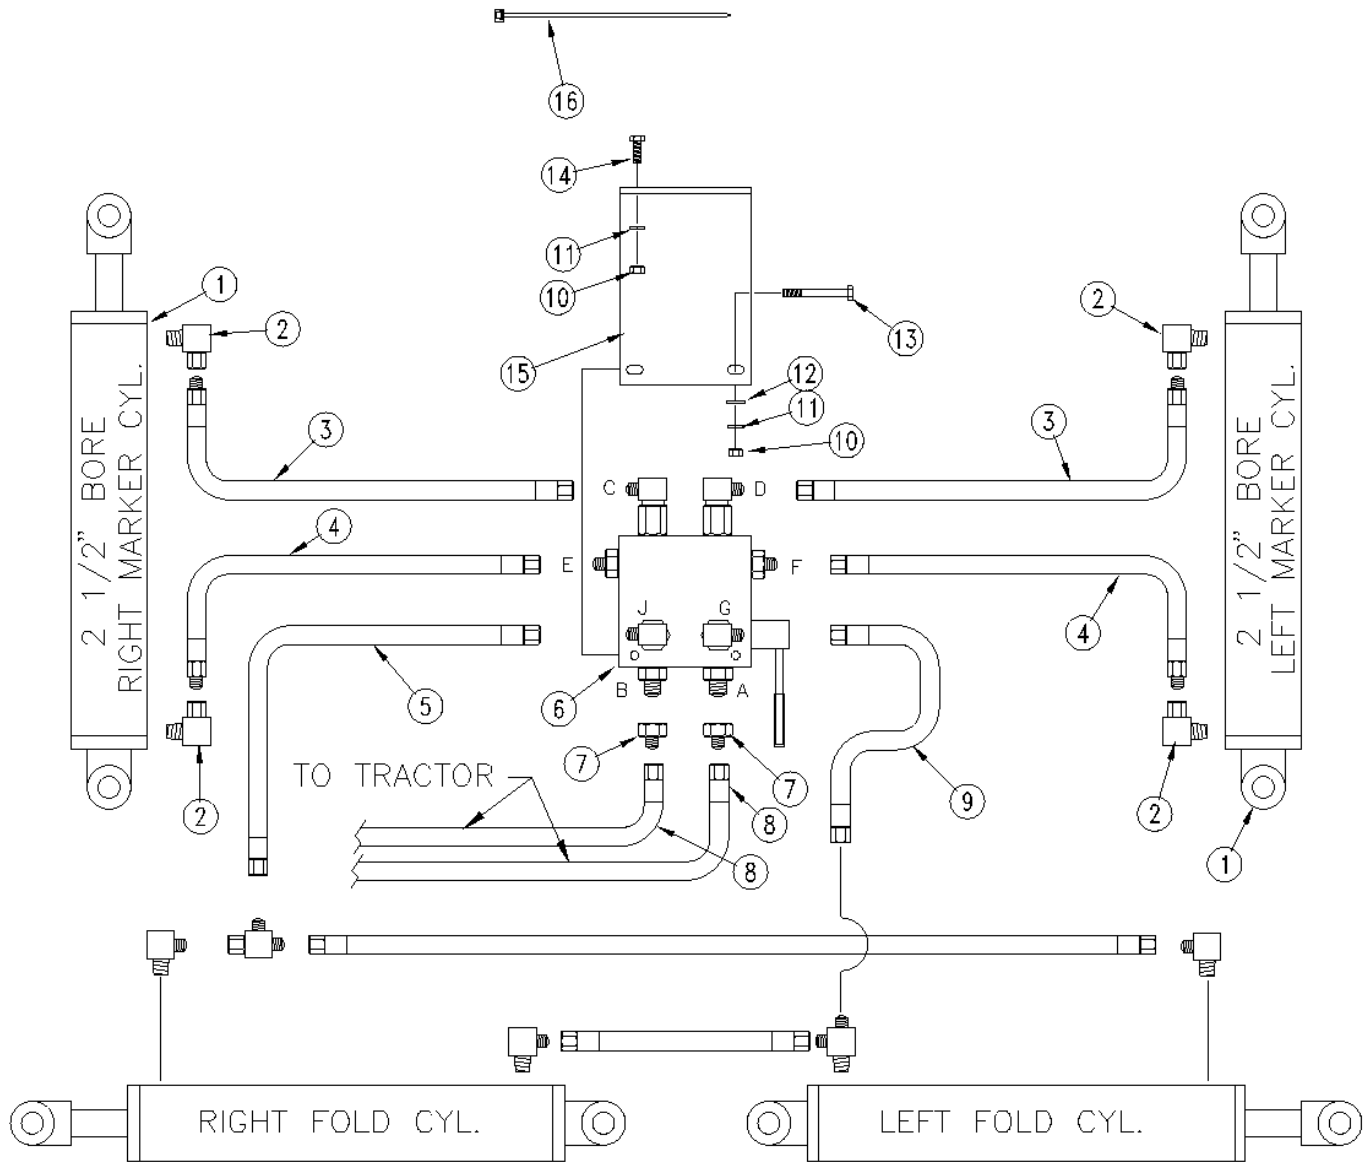 16
14
11
10
13
15
12
11
10
1
2
2 1/2" BORE
RIGHT MARKER CYL.
3
4
5
2
C
D
E
F
J
G
B
A
6
7
7
TO TRACTOR
8
8
9
2
3
4
2
2 1/2" BORE
LEFT MARKER CYL.
1
RIGHT FOLD CYL.
LEFT FOLD CYL.